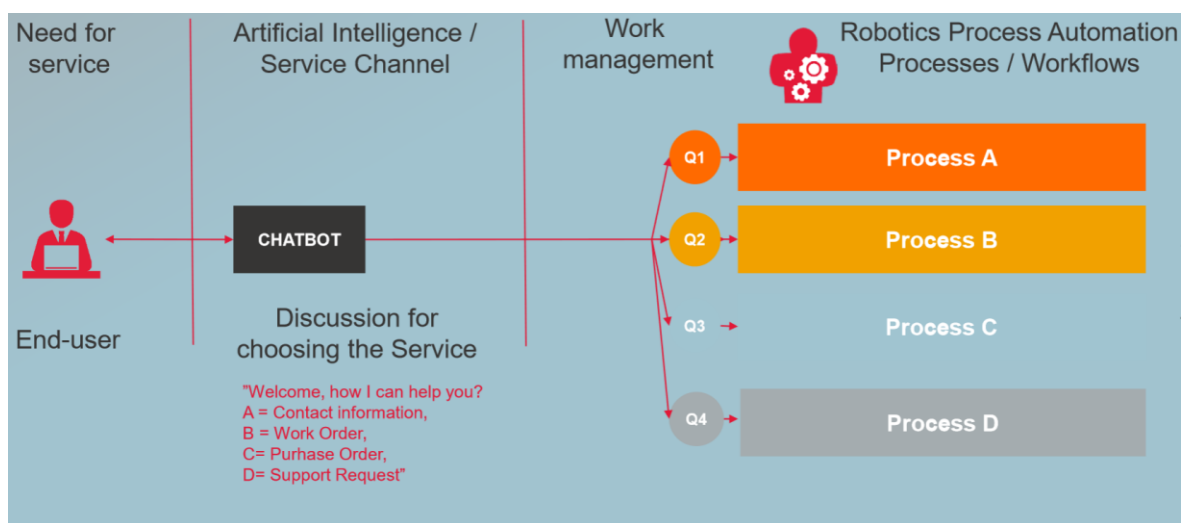 Need for
service
Artificial Intelligence /
Service Channel
Work
management
Robotics Process Automation
Processes / Workflows
Q1
Process A
CHATBOT
Q2
Process B
End-user
Discussion for
choosing the Service
Q3
Process C
"Welcome, how I can help you?
A = Contact information,
B = Work Order,
C= Purhase Order,
D= Support Request"
Q4
Process D